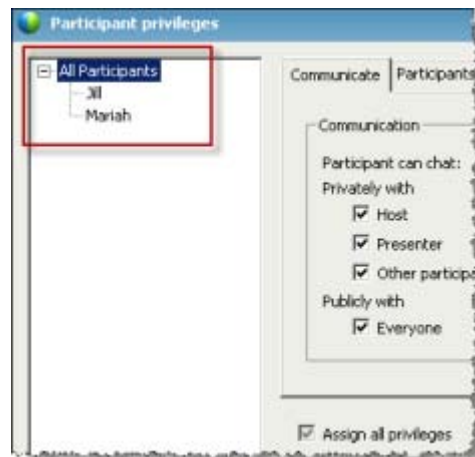 Participant privileges
All Participants
Jill
Mariah
Communicate Participants
Communication
Participant can chat:
Privately with
Host
Presenter
Other
Publicly with
Everyone
Assign all privileges